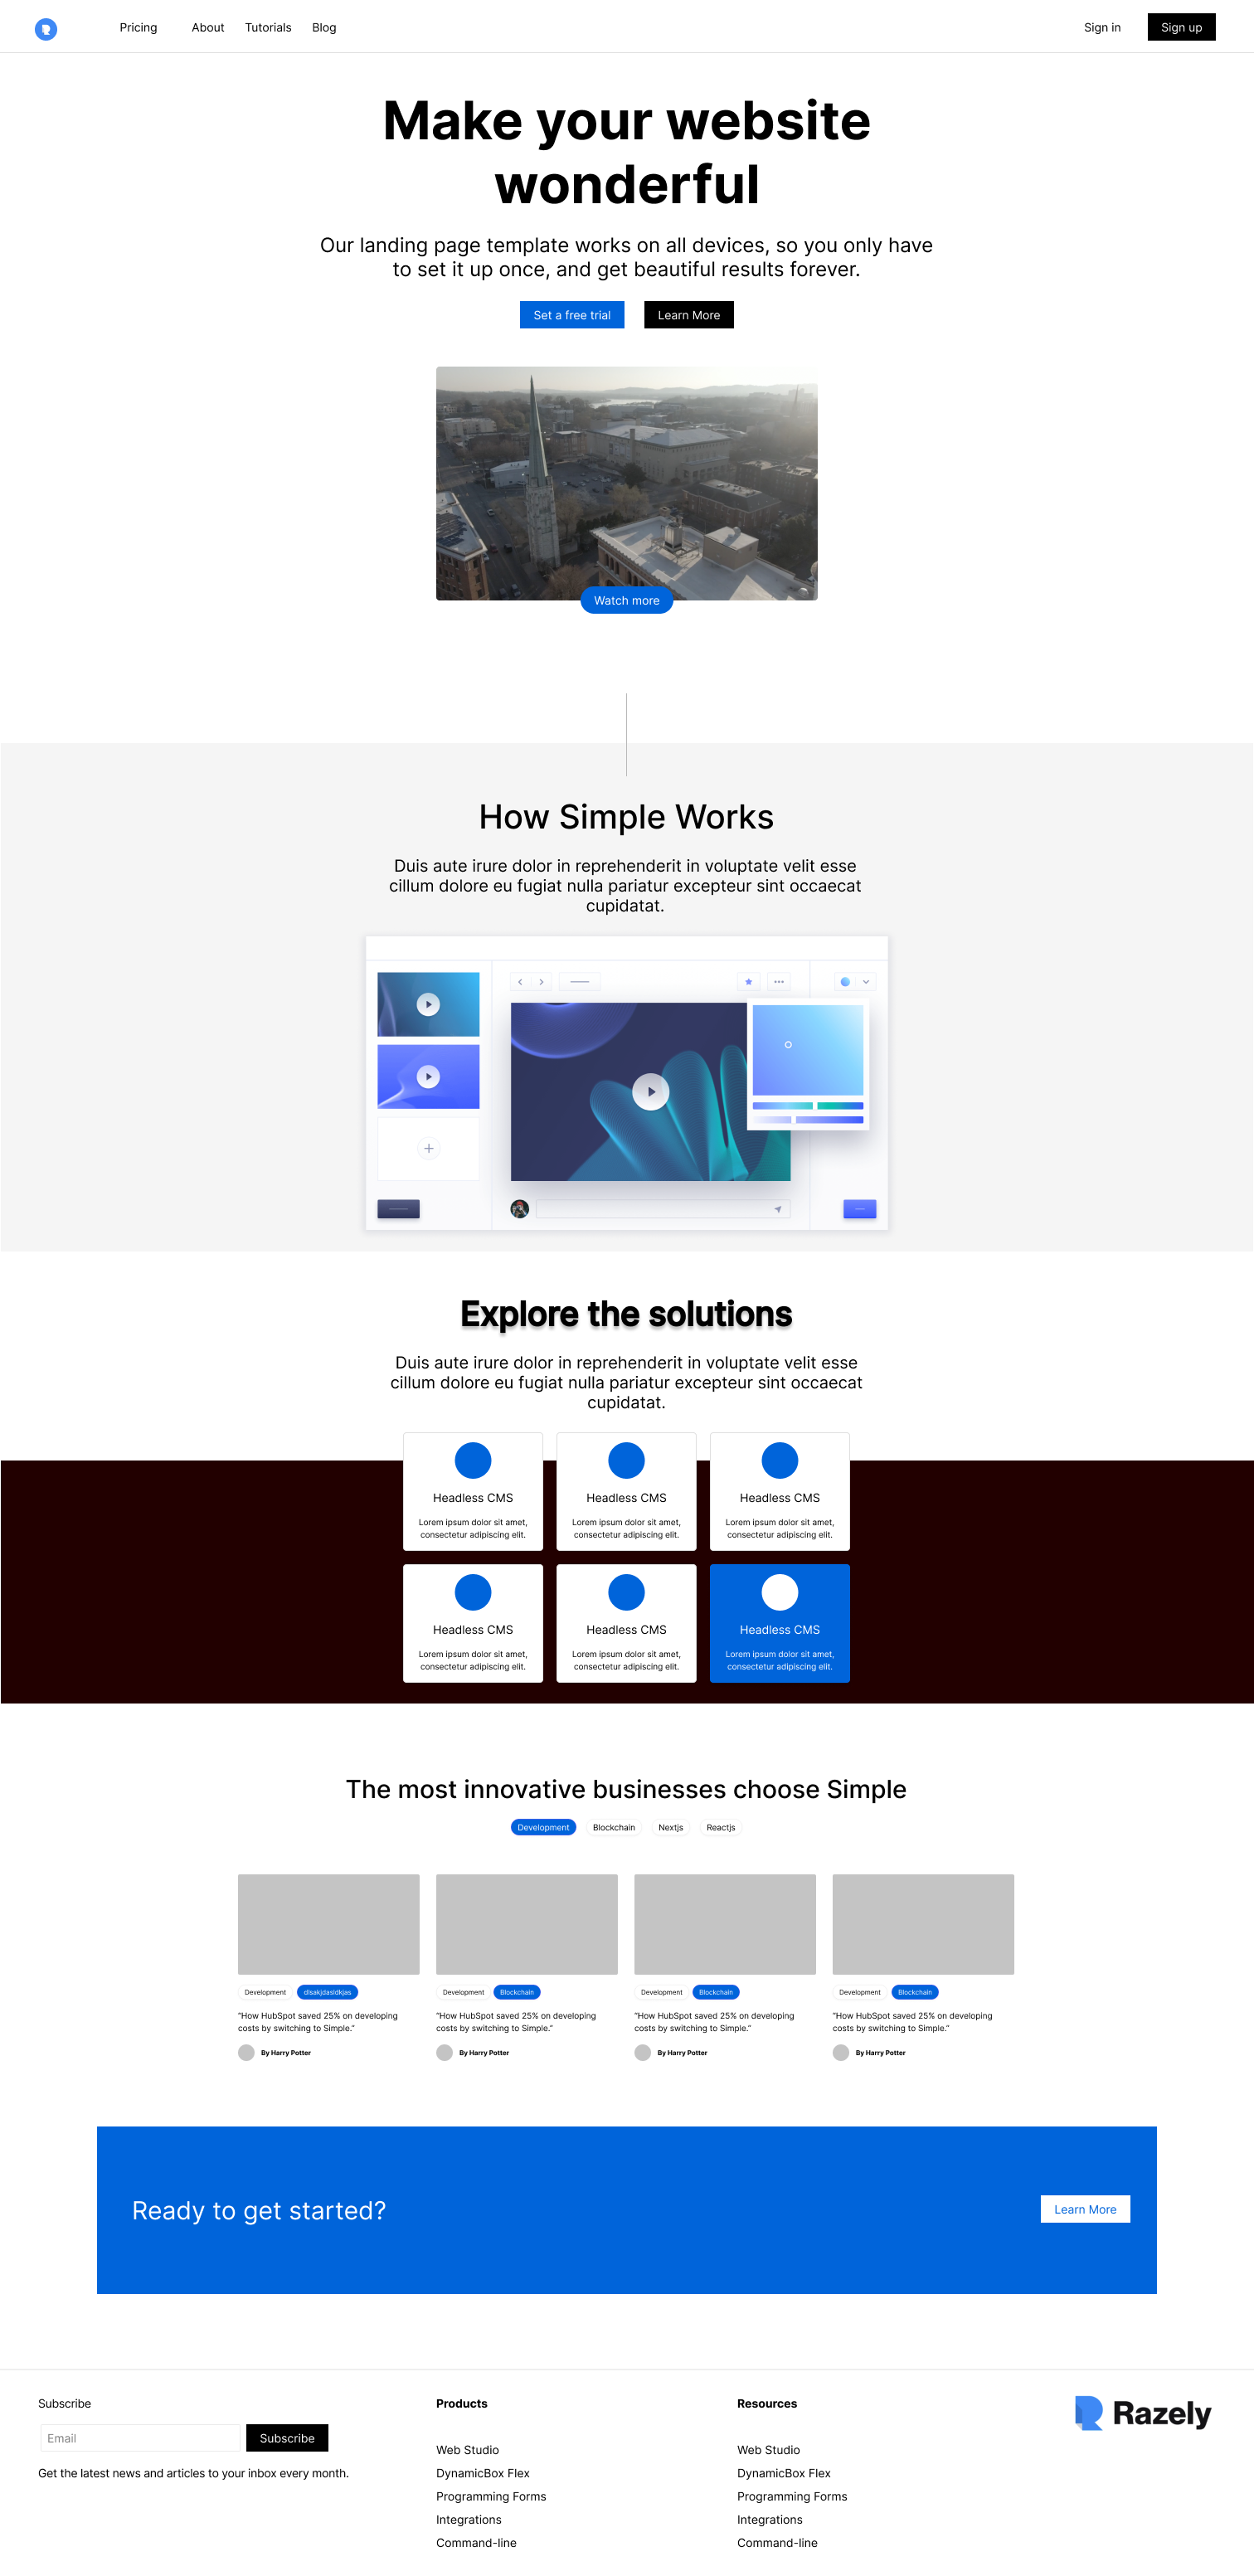 Pricing About Tutorials Blog Sign in Sign up
Make your website
wonderful
Our landing page template works on all devices, so you only have
to set it up once, and get beautiful results forever.
Set a free trial Learn More
Watch more
How Simple Works
Duis aute irure dolor in reprehenderit in voluptate velit esse
cillum dolore eu fugiat nulla pariatur excepteur sint occaecat
cupidatat.
Explore the solutions
Duis aute irure dolor in reprehenderit in voluptate velit esse
cillum dolore eu fugiat nulla pariatur excepteur sint occaecat
cupidatat.
Headless CMS Headless CMS Headless CMS
Lorem ipsum dolor sit amet, Lorem ipsum dolor sit amet, Lorem ipsum dolor sit amet,
consectetur adipiscing elit. consectetur adipiscing elit. consectetur adipiscing elit.
Headless CMS Headless CMS Headless CMS
Lorem ipsum dolor sit amet, Lorem ipsum dolor sit amet, Lorem ipsum dolor sit amet,
consectetur adipiscing elit. consectetur adipiscing elit. consectetur adipiscing elit.
The most innovative businesses choose Simple
Development Blockchain Nextjs Reactjs
Development Development Blockchain Development Blockchain Development Blockchain
“How HubSpot saved 25% on developing “How HubSpot saved 25% on developing “How HubSpot saved 25% on developing “How HubSpot saved 25% on developing
costs by switching to Simple.” costs by switching to Simple.” costs by switching to Simple.” costs by switching to Simple.”
By Harry Potter By Harry Potter By Harry Potter By Harry Potter
Ready to get started? Learn More
Subscribe
Email Subscribe
Get the latest news and articles to your inbox every month.
Products
Web Studio
DynamicBox Flex
Programming Forms
Integrations
Command-line
Resources
Web Studio
DynamicBox Flex
Programming Forms
Integrations
Command-line
Razely